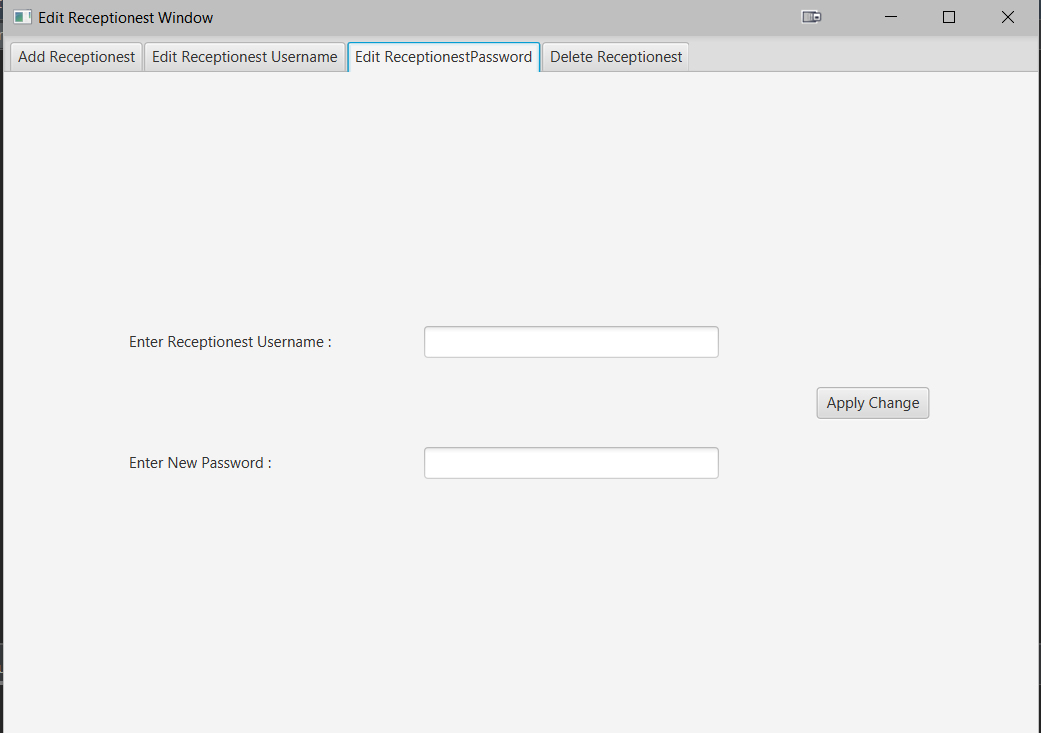 Edit Receptionest Window
Add Receptionest Edit Receptionest Username Edit ReceptionestPassword Delete Receptionest
Enter Receptionest Username :
Apply Change
Enter New Password :